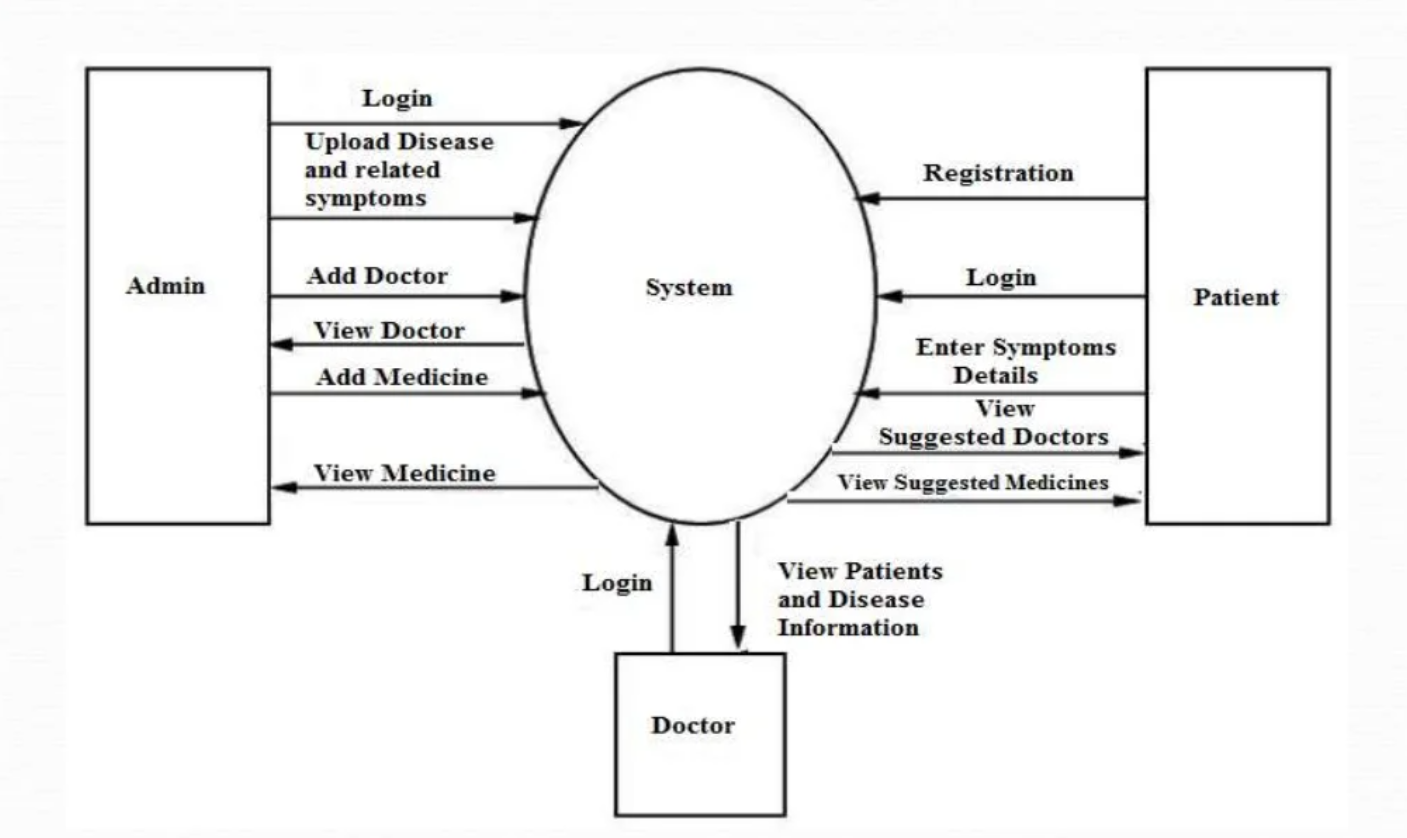 Login
Upload Disease
and related
symptoms
Admin
Add Doctor
View Doctor
Add Medicine
View Medicine
System
Registration
Login
Patient
Enter Symptoms
Details
View
Suggested Doctors
View Suggested Medicines
Login
View Patients
and Disease
Information
Doctor